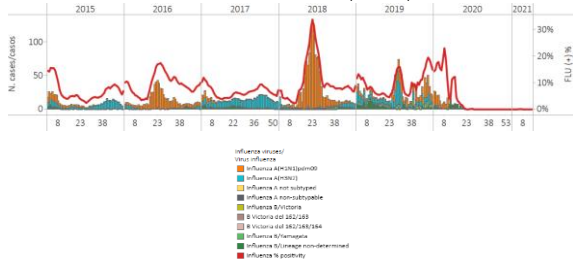 2015 2016 2017 2018 2019 2020 2021
N. cases/casos
100
50
0
30%
20%
10%
0%
FLU (+) %
8 23 38 8 23 38 8 22 36 50 8 23 38 8 23 38 8 23 38 53 8
Influenza viruses/
Virus influenza
Influenza A(H1N1)pdm09
Influenza A(H3N2)
Influenza A not subtyped
Influenza A non-subtypable
Influenza B/Victoria
B Victoria del 162/163
B Victoria del 162/163/164
Influenza B/Yamagata
Influenza B/Lineage non-determined
Influenza % positivity